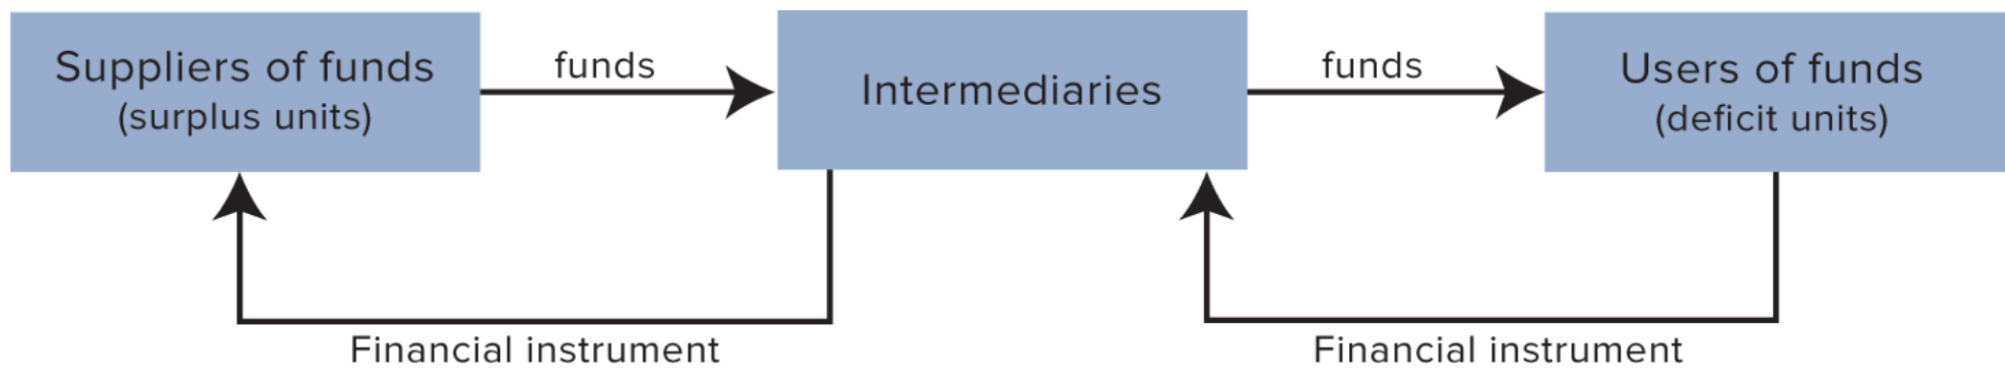 Suppliers of funds
(surplus units)
funds
Intermediaries
funds
Users of funds
(deficit units)
Financial instrument
Financial instrument